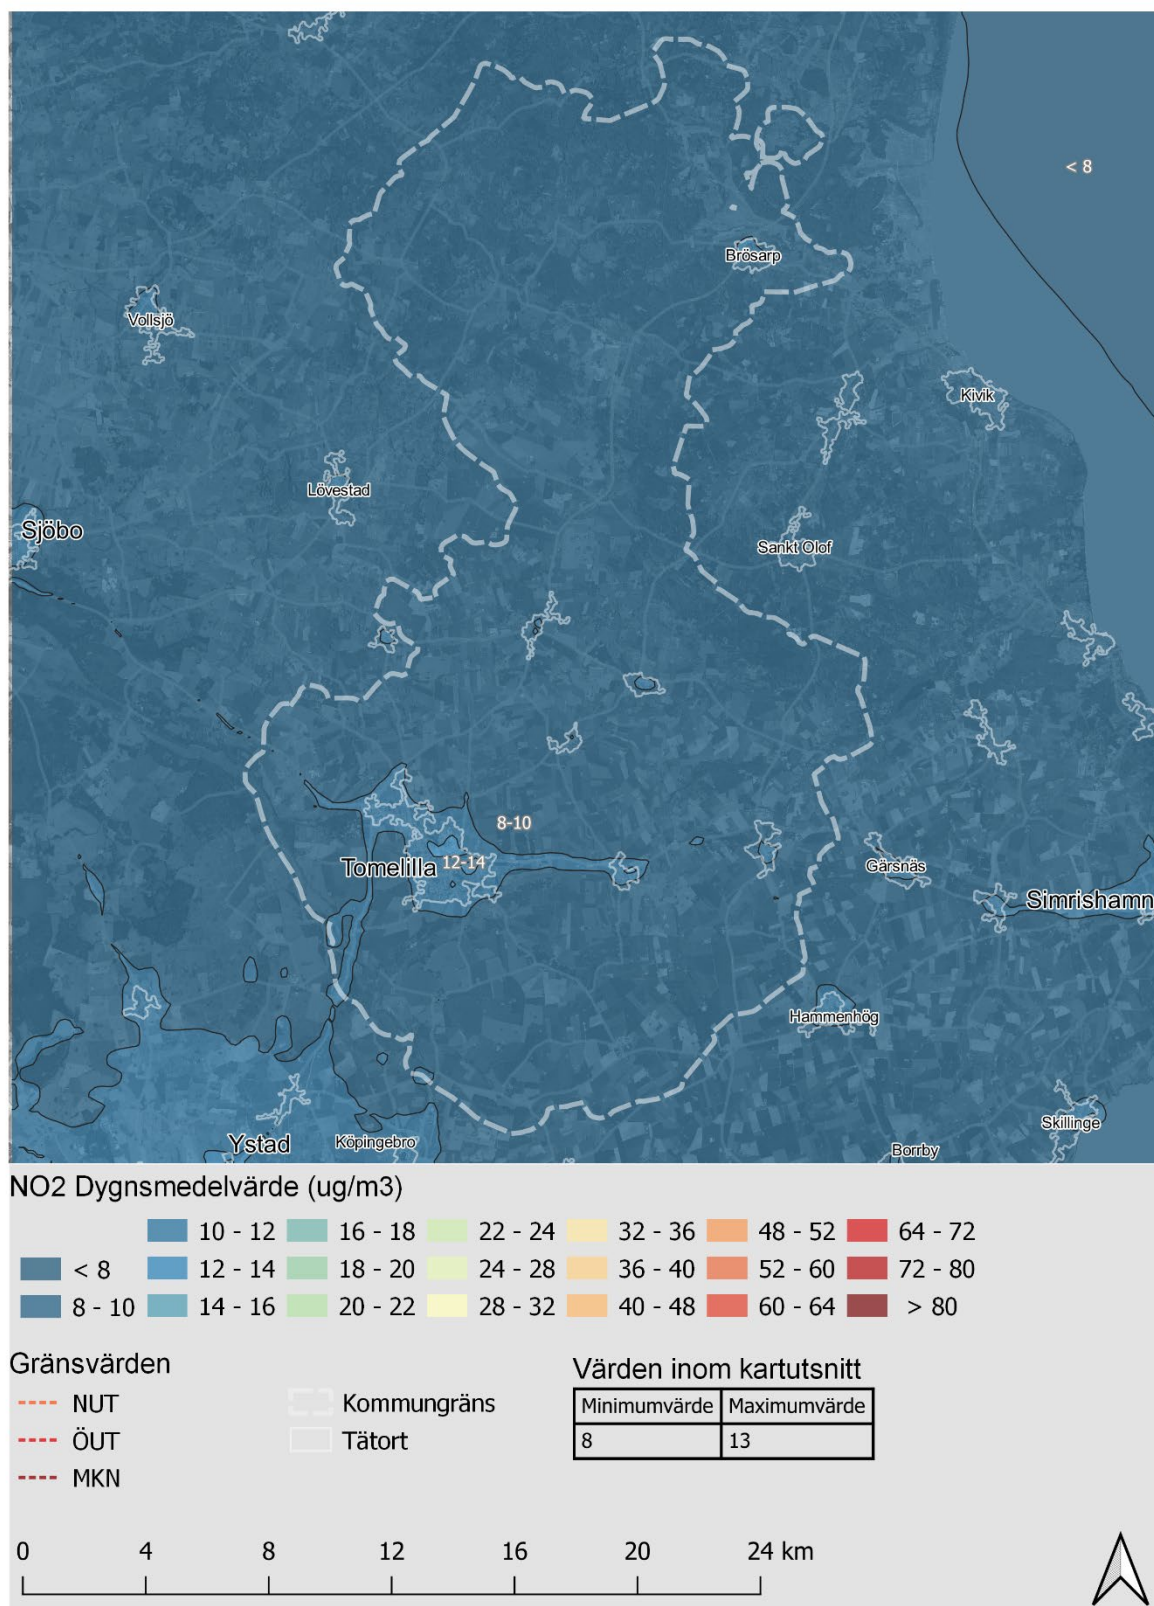 < 8
Brösarp
Vollsjö
Kivik
Lövestad
Sjöbo
Sankt Olof
8-10
Tomelilla 12-14
Gärsnäs
Simrishamn
Hammenhög
Skillinge
Ystad
Köpingebro
Borrby
NO2 Dygnsmedelvärde (ug/m3)
10 - 12 16 - 18 22 - 24 32 - 36 48 - 52 64 - 72
< 8 12 - 14 18 - 20 24 - 28 36 - 40 52 - 60 72 - 80
8 - 10 14 - 16 20 - 22 28 - 32 40 - 48 60 - 64 > 80
Gränsvärden
NUT
ÖUT
MKN
Kommungräns
Tätort
Värden inom kartutsnitt
Minimumvärde Maximumvärde
8 13
0 4 8 12 16 20 24 km